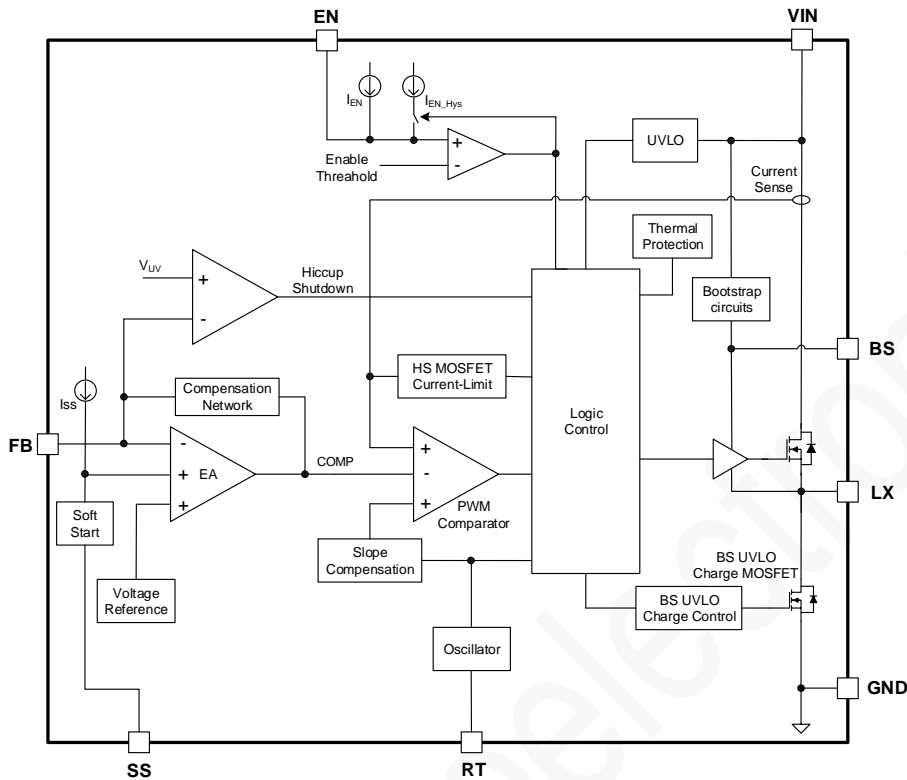 EN
VIN
I_EN
I_EN_Hys
UVLO
+
-
Enable
Threahold
Current
Sense
Thermal
Protection
V_UV
+
-
Hiccup
Shutdown
Bootstrap
circuits
BS
HS MOSFET
Current-Limit
Iss
Compensation
Network
Logic
Control
FB
-
+
+
EA
COMP
+
-
+
PWM
Comparator
LX
Soft
Start
Slope
Compensation
BS UVLO
Charge MOSFET
Voltage
Reference
BS UVLO
Charge Control
Oscillator
GND
SS
RT